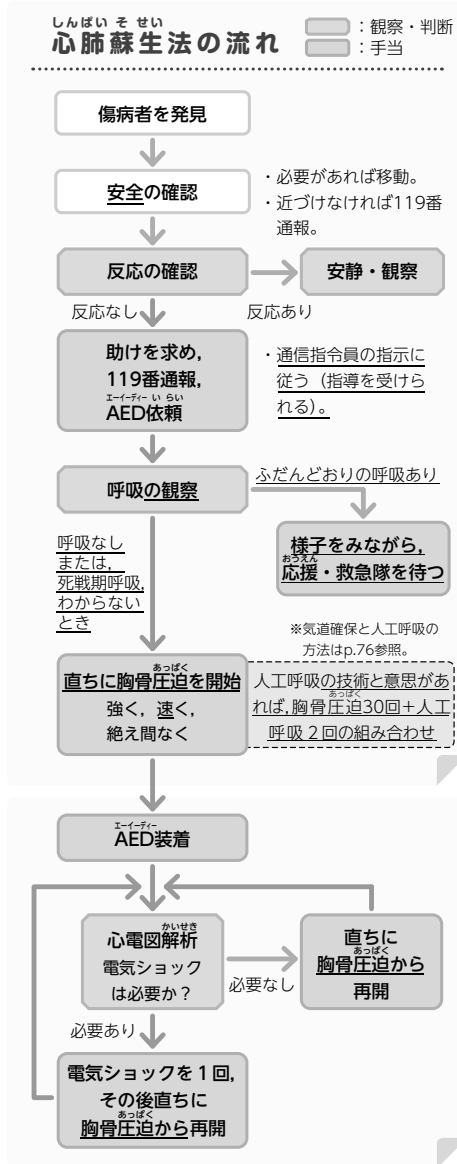 しんぱい そ せい
心肺蘇生法の流れ
：観察・判断
：手当
傷病者を発見
安全の確認
・必要があれば移動。
・近づけなければ119番
通報。
反応の確認
安静・観察
反応なし
反応あり
助けを求め，
119番通報，
エーイーディー い らい
AED依頼
・通信指令員の指示に
従う（指導を受けら
れる）。
呼吸の観察
ふだんどおりの呼吸あり
様子をみながら，
おうえん
応援・救急隊を待つ
呼吸なし
または，
死戦期呼吸，
わからない
とき
※気道確保と人工呼吸の
方法はp.76参照。
あっぱく
直ちに胸骨圧迫を開始
強く，速く，
絶え間なく
人工呼吸の技術と意思があ
あっぱく
れば，胸骨圧迫30回＋人工
呼吸２回の組み合わせ
エーイーディー
AED装着
かいせき
心電図解析
電気ショック
は必要か？
必要なし
直ちに
あっぱく
胸骨圧迫から
再開
必要あり
電気ショックを１回，
その後直ちに
あっぱく
胸骨圧迫から再開